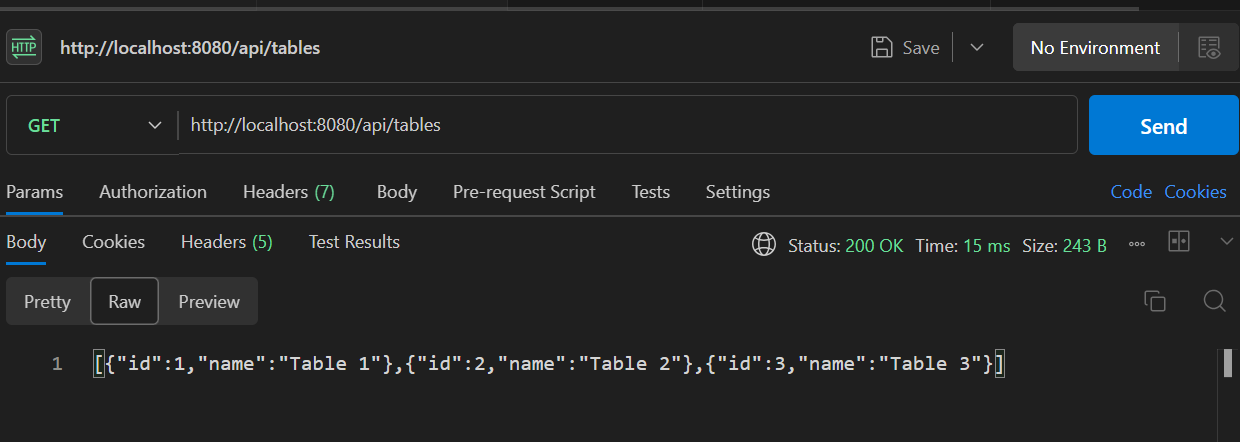 HTTP http://localhost:8080/api/tables Save No Environment
GET http://localhost:8080/api/tables Send
Params Authorization Headers (7) Body Pre-request Script Tests Settings Code Cookies
Body Cookies Headers (5) Test Results Status: 200 OK Time: 15 ms Size: 243 B
Pretty Raw Preview
1 [{"id":1,"name":"Table 1"},{"id":2,"name":"Table 2"},{"id":3,"name":"Table 3"}]